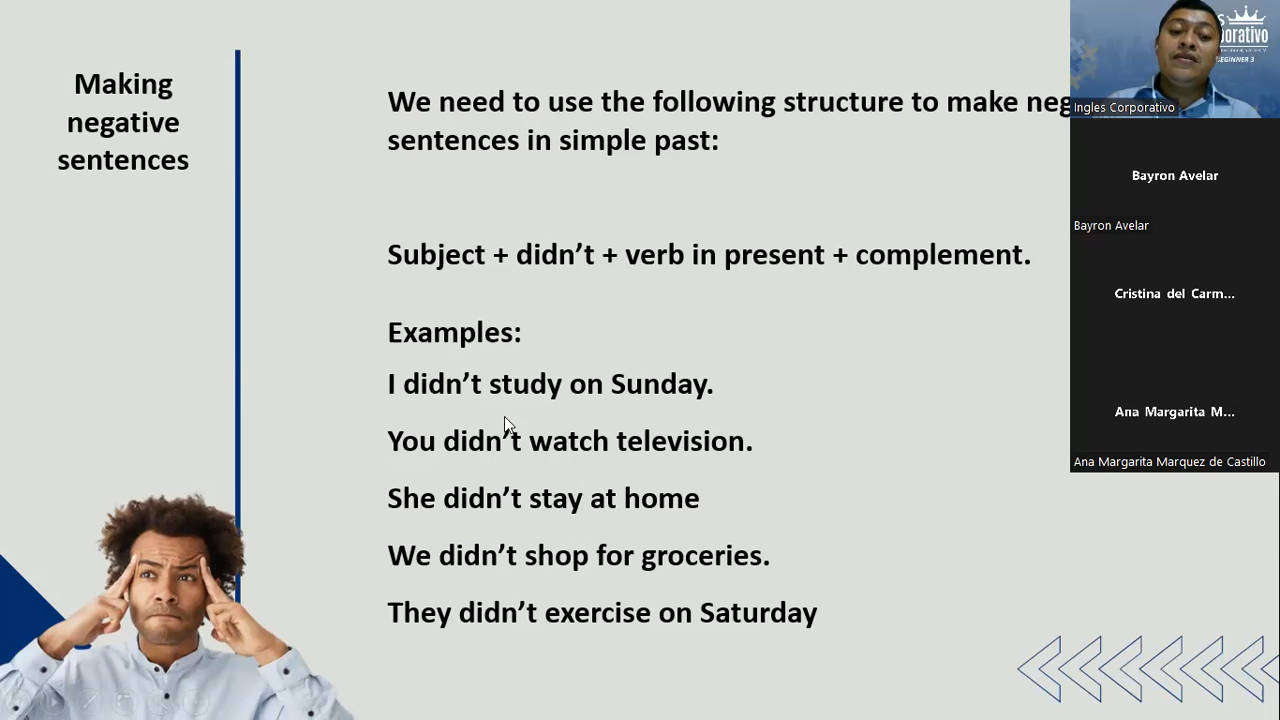 Making
negative
sentences
We need to use the following structure to make neg
sentences in simple past:
Subject + didn't + verb in present + complement.
Examples:
I didn't study on Sunday.
You didn't watch television.
She didn't stay at home
We didn't shop for groceries.
They didn't exercise on Saturday
orativo
BEGINNER 3
Ingles Corporativo
Bayron Avelar
Bayron Avelar
Cristina del Carm...
Ana Margarita M...
Ana Margarita Marquez de Castillo